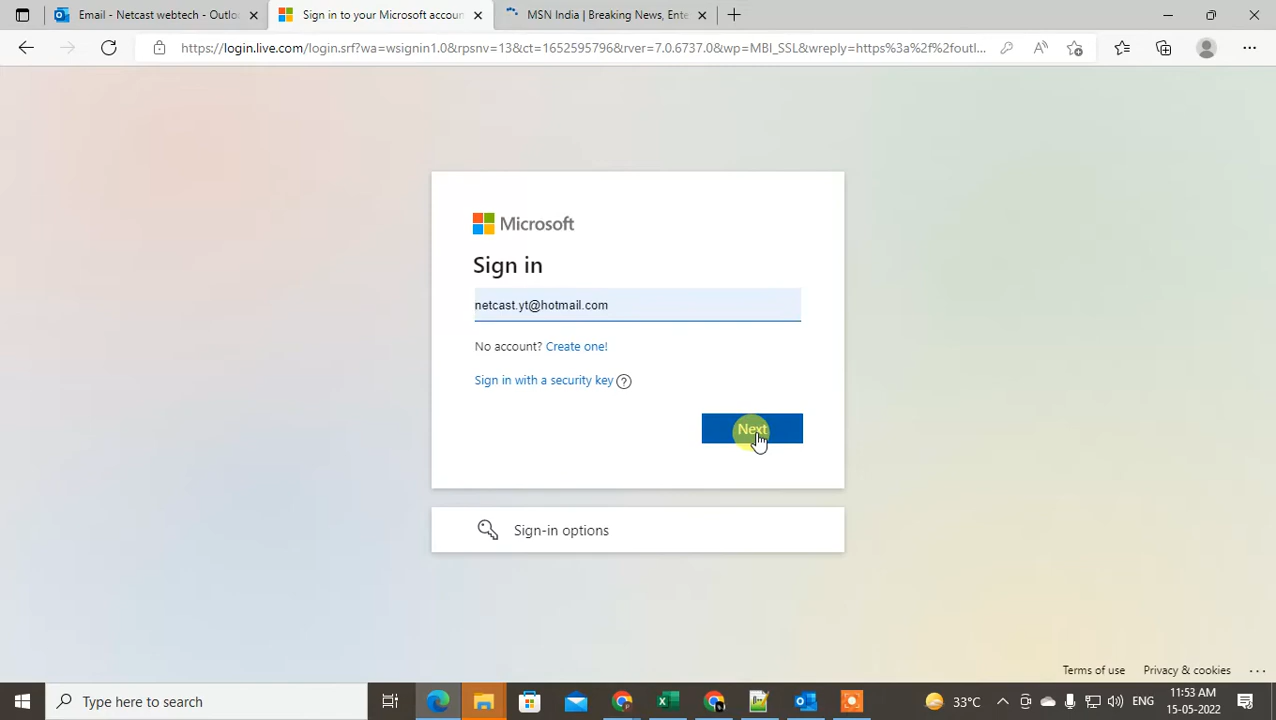 Email - Netcast webtech - Outlo
Sign in to your Microsoft accoun
MSN India | Breaking News, Ente
https://login.live.com/login.srf?wa=wsignin1.0&rpsnv=13&ct=1652595796&rver=7.0.6737.0&wp=MBI_SSL&wreply=https%3a%2f%2foutl...
Microsoft
Sign in
netcast.yt@hotmail.com
No account? Create one!
Sign in with a security key ?
Next
Sign-in options
Terms of use Privacy & cookies ...
Type here to search
33°C
ENG
11:53 AM
15-05-2022